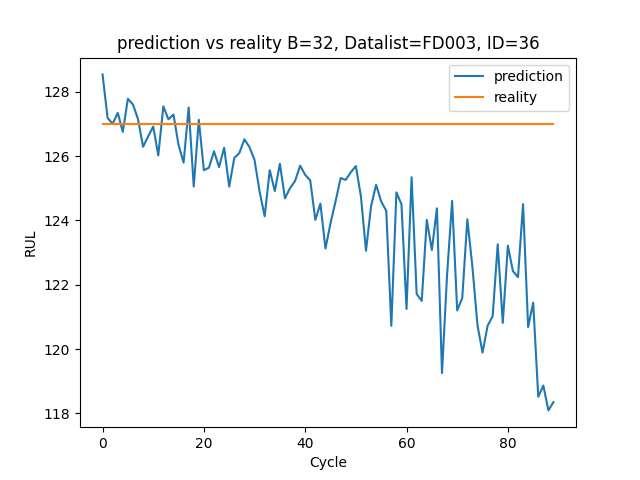 prediction vs reality B=32, Datalist=FD003, ID=36
prediction
reality
128
126
124
122
120
118
RUL
0 20 40 60 80
Cycle